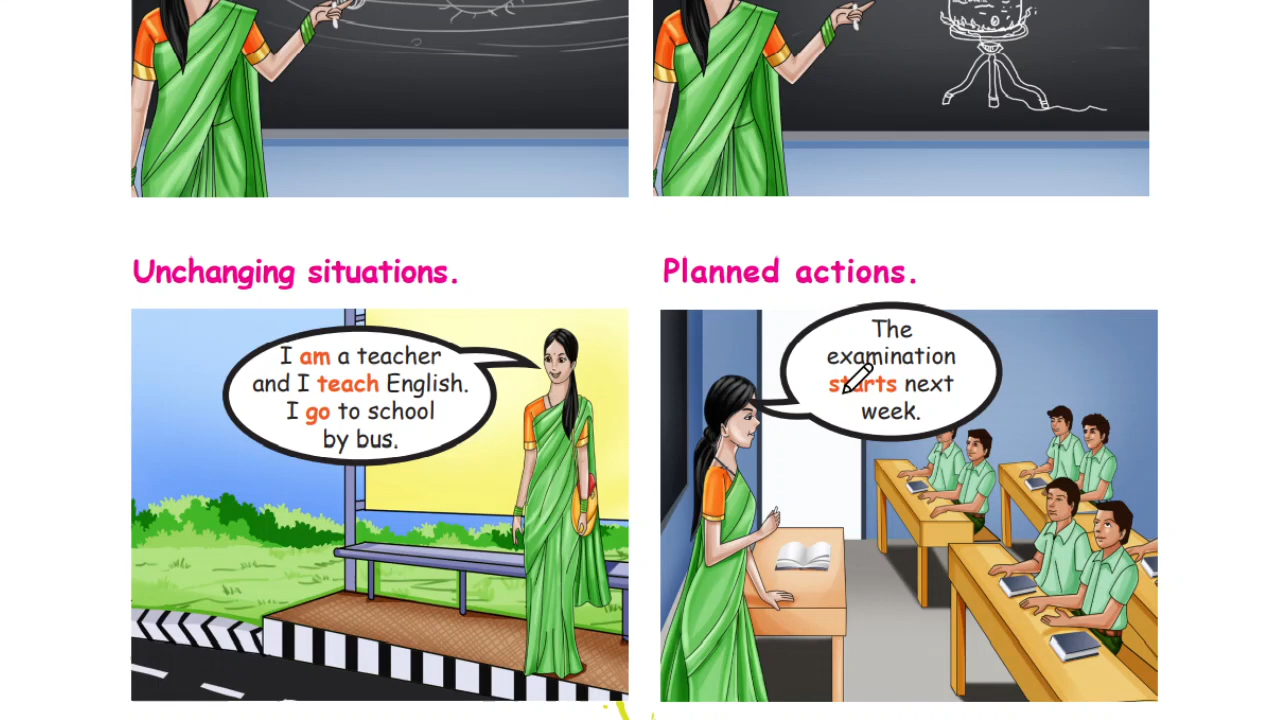 Unchanging situations.
I am a teacher
and I teach English.
I go to school
by bus.
Planned actions.
The
examination
starts next
week.